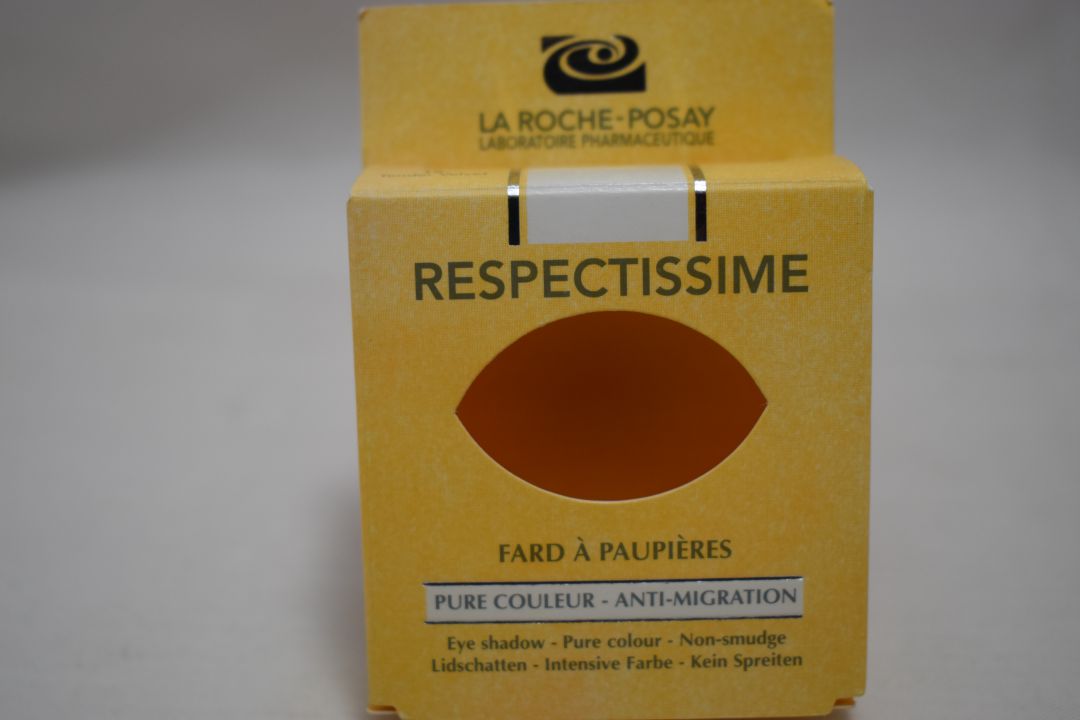 LA ROCHE-POSAY
LABORATOIRE PHARMACEUTIQUE
RESPECTISSIME
FARD À PAUPIÈRES
PURE COULEUR - ANTI-MIGRATION
Eye shadow - Pure colour - Non-smudge
Lidschatten - Intensive Farbe - Kein Spreiten